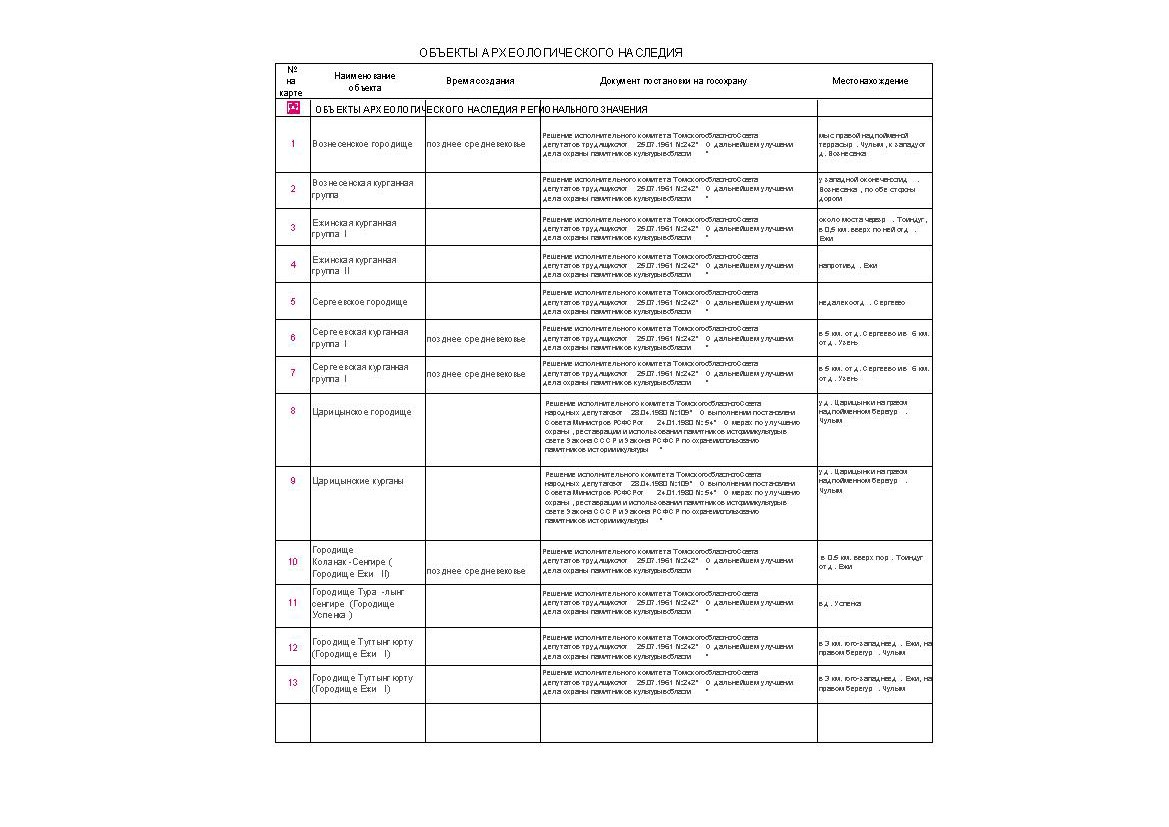 ОБЪЕКТЫ АРХЕОЛОГИЧЕСКОГО НАСЛЕДИЯ
№ на карте
Наименование объекта
Время создания
Документ постановки на госохрану
Местонахождение
ОБЪЕКТЫ АРХЕОЛОГИЧЕСКОГО НАСЛЕДИЯ РЕГИОНАЛЬНОГО ЗНАЧЕНИЯ
1
Вознесенское городище
позднее средневековье
Решение исполнительного комитета Томского областного Совета
депутатов трудящихся от 25.07.1961 №242" О дальнейшем улучшении
дела охраны памятников культуры области "
мыс правой надпойменной
террасы р. Чулым, к западу от
д. Вознесенка
2
Вознесенская курганная
группа
Решение исполнительного комитета Томского областного Совета
депутатов трудящихся от 25.07.1961 №242" О дальнейшем улучшении
дела охраны памятников культуры области "
у западной оконечности д.
Вознесенка, по обе стороны
дороги
3
Ежинская курганная
группа I
Решение исполнительного комитета Томского областного Совета
депутатов трудящихся от 25.07.1961 №242" О дальнейшем улучшении
дела охраны памятников культуры области "
около моста через р. Тоиндуг,
в 0,5 км. вверх по ней от д.
Ежи
4
Ежинская курганная
группа II
Решение исполнительного комитета Томского областного Совета
депутатов трудящихся от 25.07.1961 №242" О дальнейшем улучшении
дела охраны памятников культуры области "
напротив д. Ежи
5
Сергеевское городище
Решение исполнительного комитета Томского областного Совета
депутатов трудящихся от 25.07.1961 №242" О дальнейшем улучшении
дела охраны памятников культуры области "
недалеко от д. Сергеево
6
Сергеевская курганная
группа I
позднее средневековье
Решение исполнительного комитета Томского областного Совета
депутатов трудящихся от 25.07.1961 №242" О дальнейшем улучшении
дела охраны памятников культуры области "
в 5 км. от д. Сергеево и в 6 км.
от д. Узень
7
Сергеевская курганная
группа I
позднее средневековье
Решение исполнительного комитета Томского областного Совета
депутатов трудящихся от 25.07.1961 №242" О дальнейшем улучшении
дела охраны памятников культуры области "
в 5 км. от д. Сергеево и в 6 км.
от д. Узень
8
Царицынское городище
Решение исполнительного комитета Томского областного Совета
народных депутатов от 28.04.1980 №109" О выполнении постановлени
Совета Министров РСФСР от 24.01.1980 № 54" О мерах по улучшению
охраны, реставрации и использования памятников истории и культуры в
свете Закона СССР и Закона РСФСР по охране и использованию
памятников истории и культуры "
у д. Царицынки на правом
надпойменном берегу р.
Чулым
9
Царицынские курганы
Решение исполнительного комитета Томского областного Совета
народных депутатов от 28.04.1980 №109" О выполнении постановлени
Совета Министров РСФСР от 24.01.1980 № 54" О мерах по улучшению
охраны, реставрации и использования памятников истории и культуры в
свете Закона СССР и Закона РСФСР по охране и использованию
памятников истории и культуры "
у д. Царицынки на правом
надпойменном берегу р.
Чулым
10
Городище
Коланак-Сенгире (
Городище Ежи II)
позднее средневековье
Решение исполнительного комитета Томского областного Совета
депутатов трудящихся от 25.07.1961 №242" О дальнейшем улучшении
дела охраны памятников культуры области "
в 0.5 км. вверх по р. Тоиндуг
от д. Ежи
11
Городище Тура -лынг
сенгире (Городище
Успенка )
Решение исполнительного комитета Томского областного Совета
депутатов трудящихся от 25.07.1961 №242" О дальнейшем улучшении
дела охраны памятников культуры области "
в д. Успенка
12
Городище Туттынг юрту
(Городище Ежи I)
Решение исполнительного комитета Томского областного Совета
депутатов трудящихся от 25.07.1961 №242" О дальнейшем улучшении
дела охраны памятников культуры области "
в 3 км. юго-западнее д. Ежи, на
правом берегу р. Чулым
13
Городище Туттынг юрту
(Городище Ежи I)
Решение исполнительного комитета Томского областного Совета
депутатов трудящихся от 25.07.1961 №242" О дальнейшем улучшении
дела охраны памятников культуры области "
в 3 км. юго-западнее д. Ежи, на
правом берегу р. Чулым